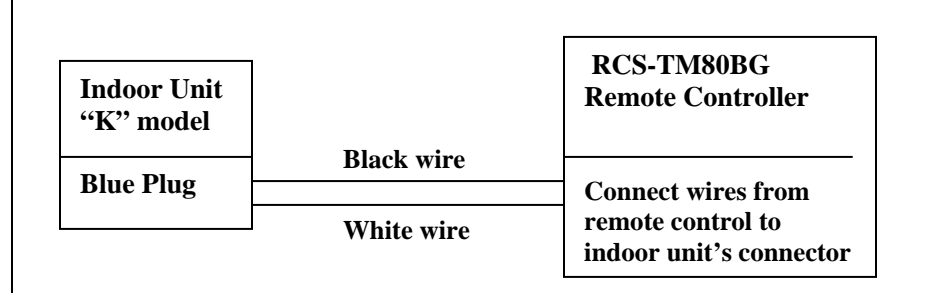 Indoor Unit
“K” model
Blue Plug
Black wire
White wire
RCS-TM80BG
Remote Controller
Connect wires from
remote control to
indoor unit’s connector